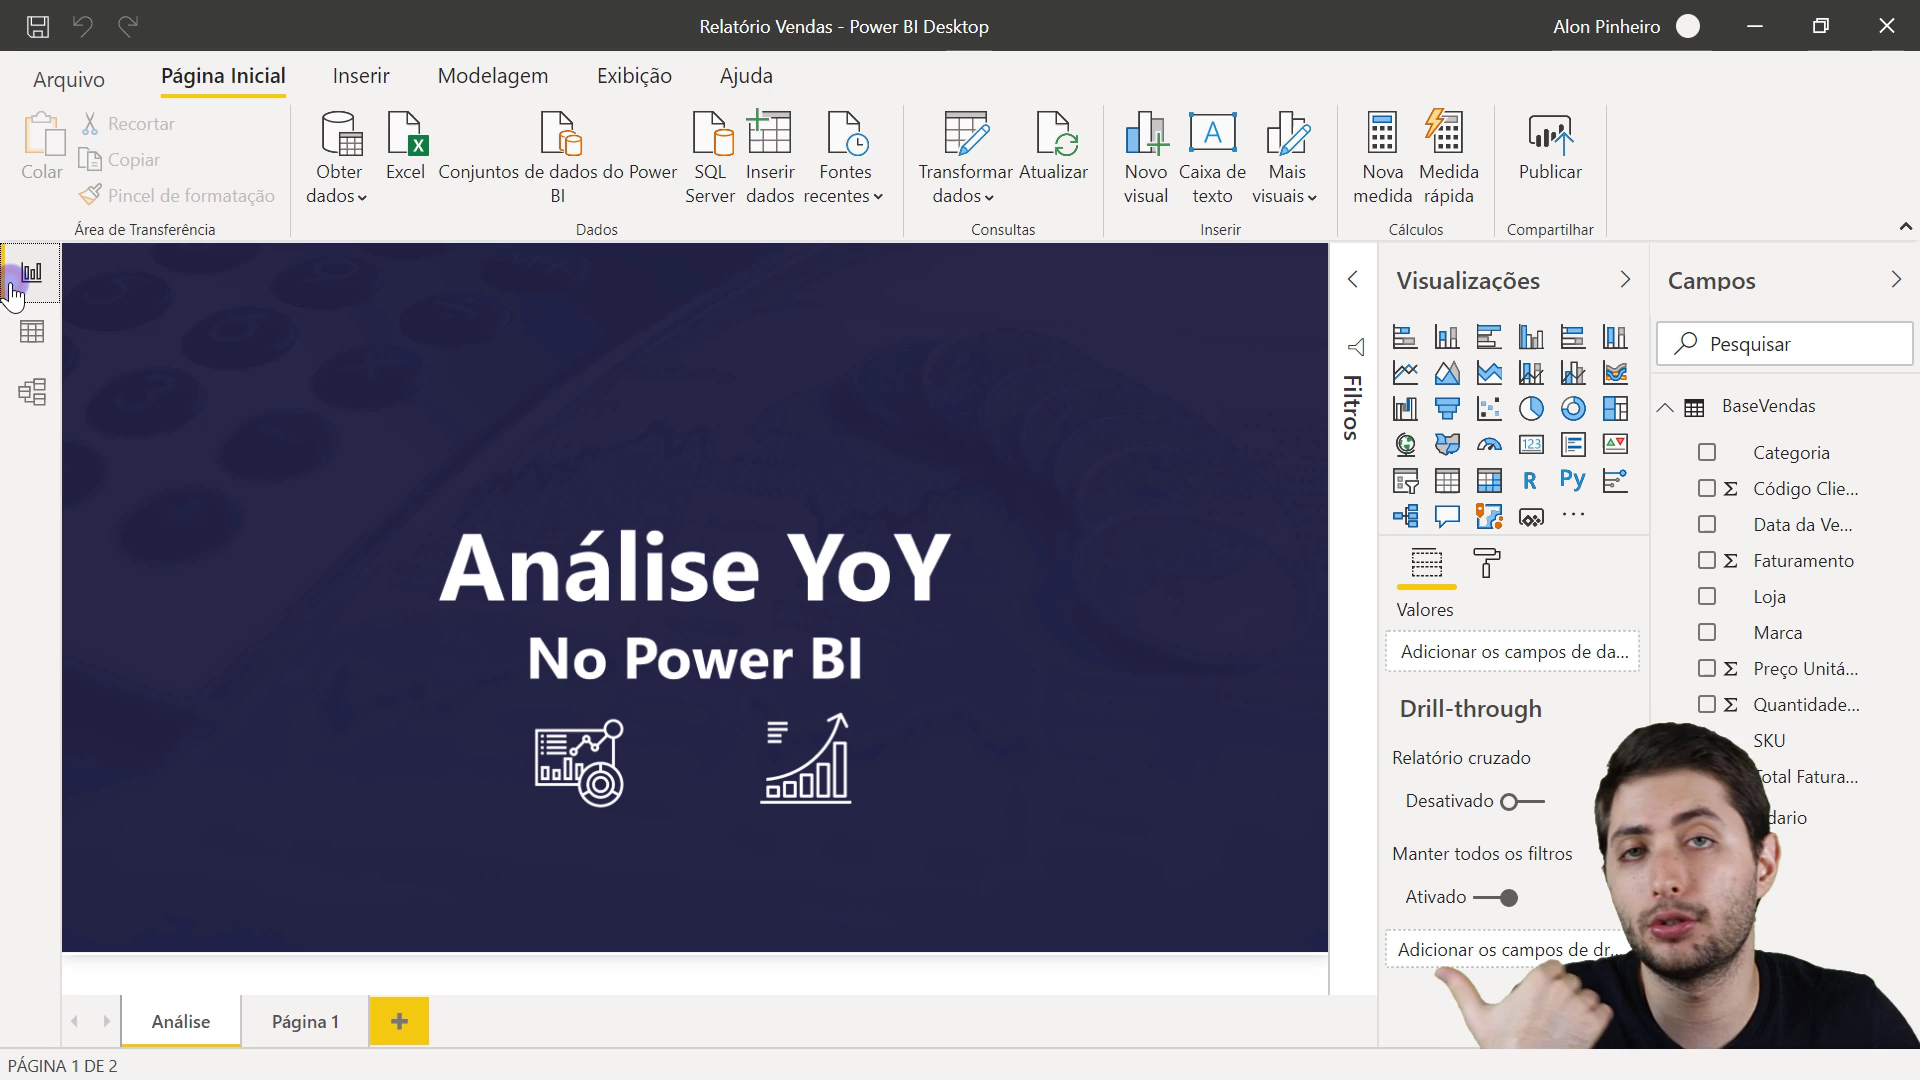 Relatório Vendas - Power BI Desktop
Alon Pinheiro
Arquivo
Página Inicial
Inserir
Modelagem
Exibição
Ajuda
Colar
Recortar
Copiar
Pincel de formatação
Área de Transferência
Obter
dados
Excel
Conjuntos de dados do Power
BI
SQL
Server
Inserir
dados
Fontes
recentes
Dados
Transformar
dados
Atualizar
Consultas
Novo
visual
Caixa de
texto
Mais
visuais
Inserir
Nova
medida
Medida
rápida
Cálculos
Publicar
Compartilhar
Análise YoY
No Power BI
Filtros
Visualizações
123
R
Py
Valores
Adicionar os campos de da...
Drill-through
Relatório cruzado
Desativado
Manter todos os filtros
Ativado
Adicionar os campos de dr...
Campos
Pesquisar
BaseVendas
Categoria
Código Clie...
Data da Ve...
Faturamento
Loja
Marca
Preço Unitá...
Quantidade...
SKU
Total Fatura...
dario
Análise
Página 1
PÁGINA 1 DE 2